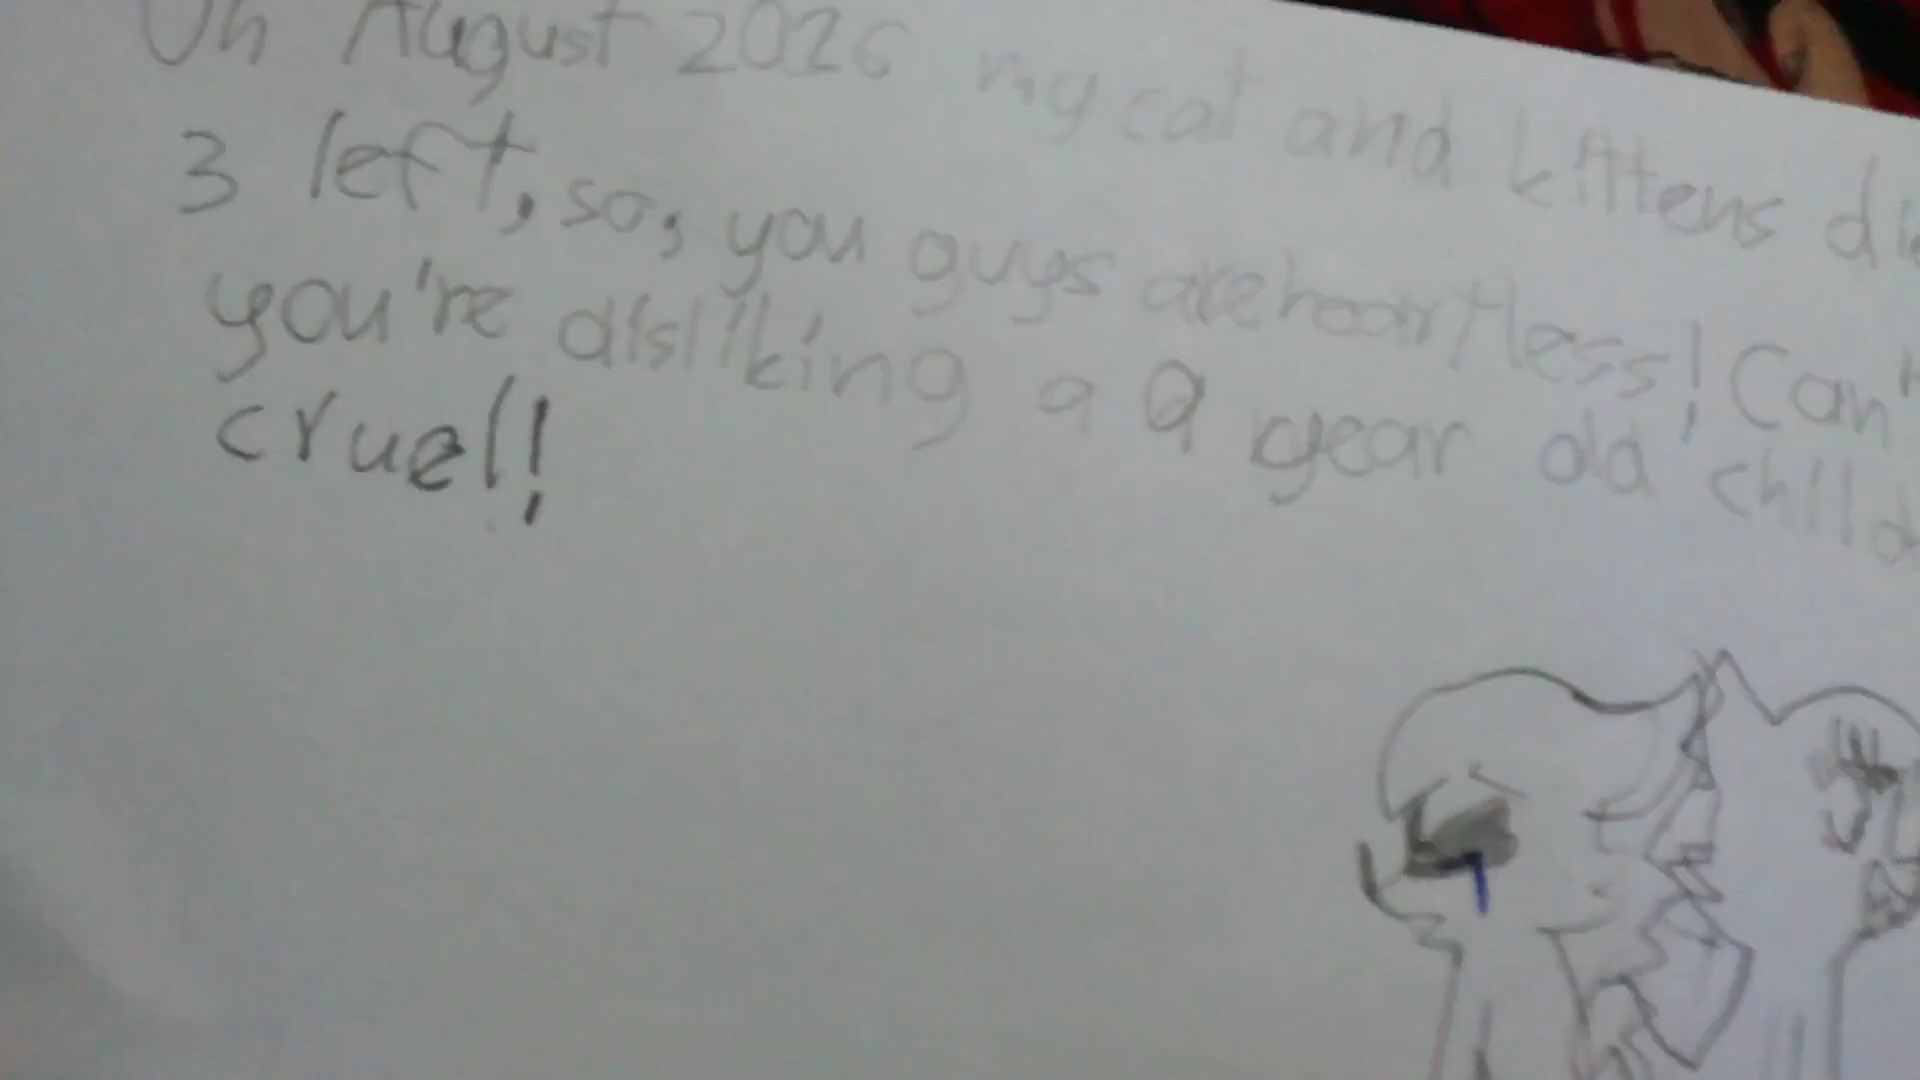 On August 2026 my cat and kittens di
3 left, so, you guys are heartless! Can't
you're disliking a 9 year old child
cruel!